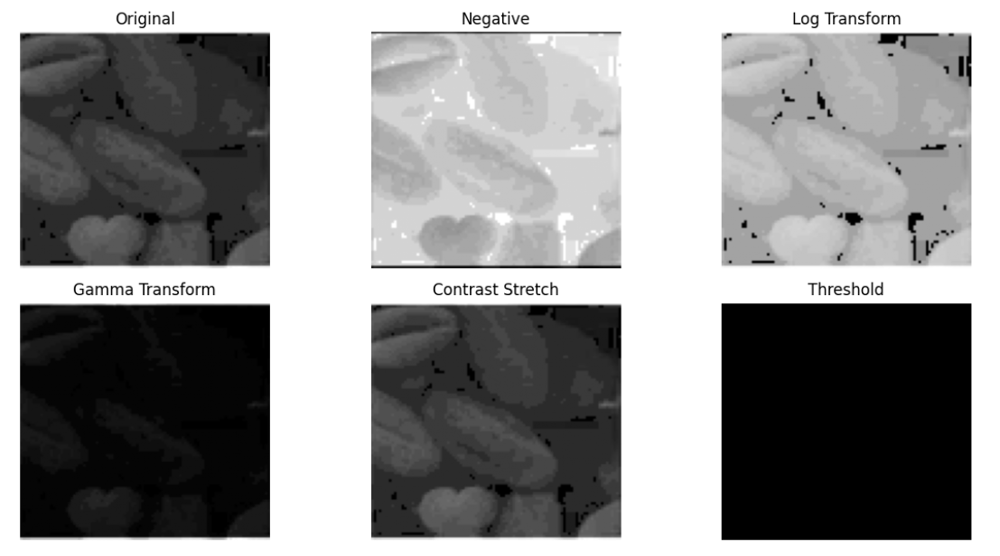 Original
Negative
Log Transform
Gamma Transform
Contrast Stretch
Threshold